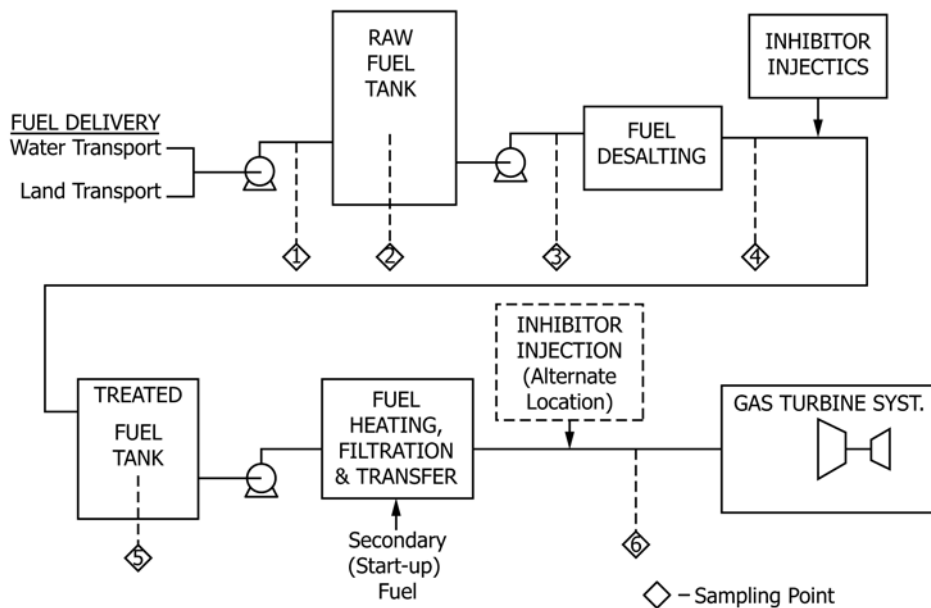 RAW
FUEL
TANK
INHIBITOR
INJECTICS
FUEL DELIVERY
Water Transport
Land Transport
FUEL
DESALTING
1
2
3
4
INHIBITOR
INJECTION
(Alternate
Location)
TREATED
FUEL
TANK
FUEL
HEATING,
FILTRATION
& TRANSFER
GAS TURBINE SYST.
5
Secondary
(Start-up)
Fuel
6
– Sampling Point